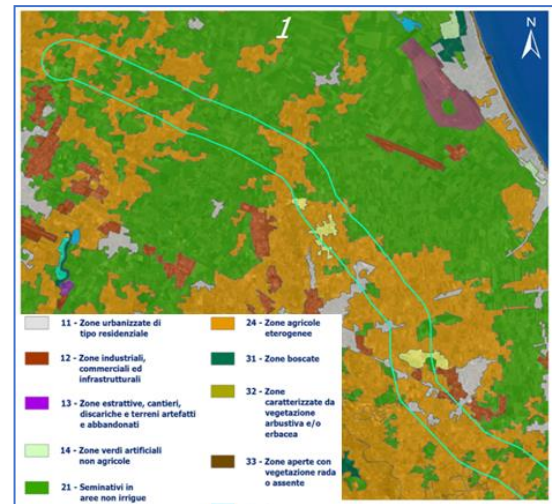 1
N
11 - Zone urbanizzate di
tipo residenziale
12 - Zone industriali,
commerciali ed
infrastrutturali
13 - Zone estrattive, cantieri,
discariche e terreni artefatti
e abbandonati
14 - Zone verdi artificiali
non agricole
21 - Seminativi in
aree non irrigue
24 - Zone agricole
eterogenee
31 - Zone boscate
32 - Zone
caratterizzate da
vegetazione
arbustiva e/o
erbacea
33 - Zone aperte con
vegetazione rada
o assente